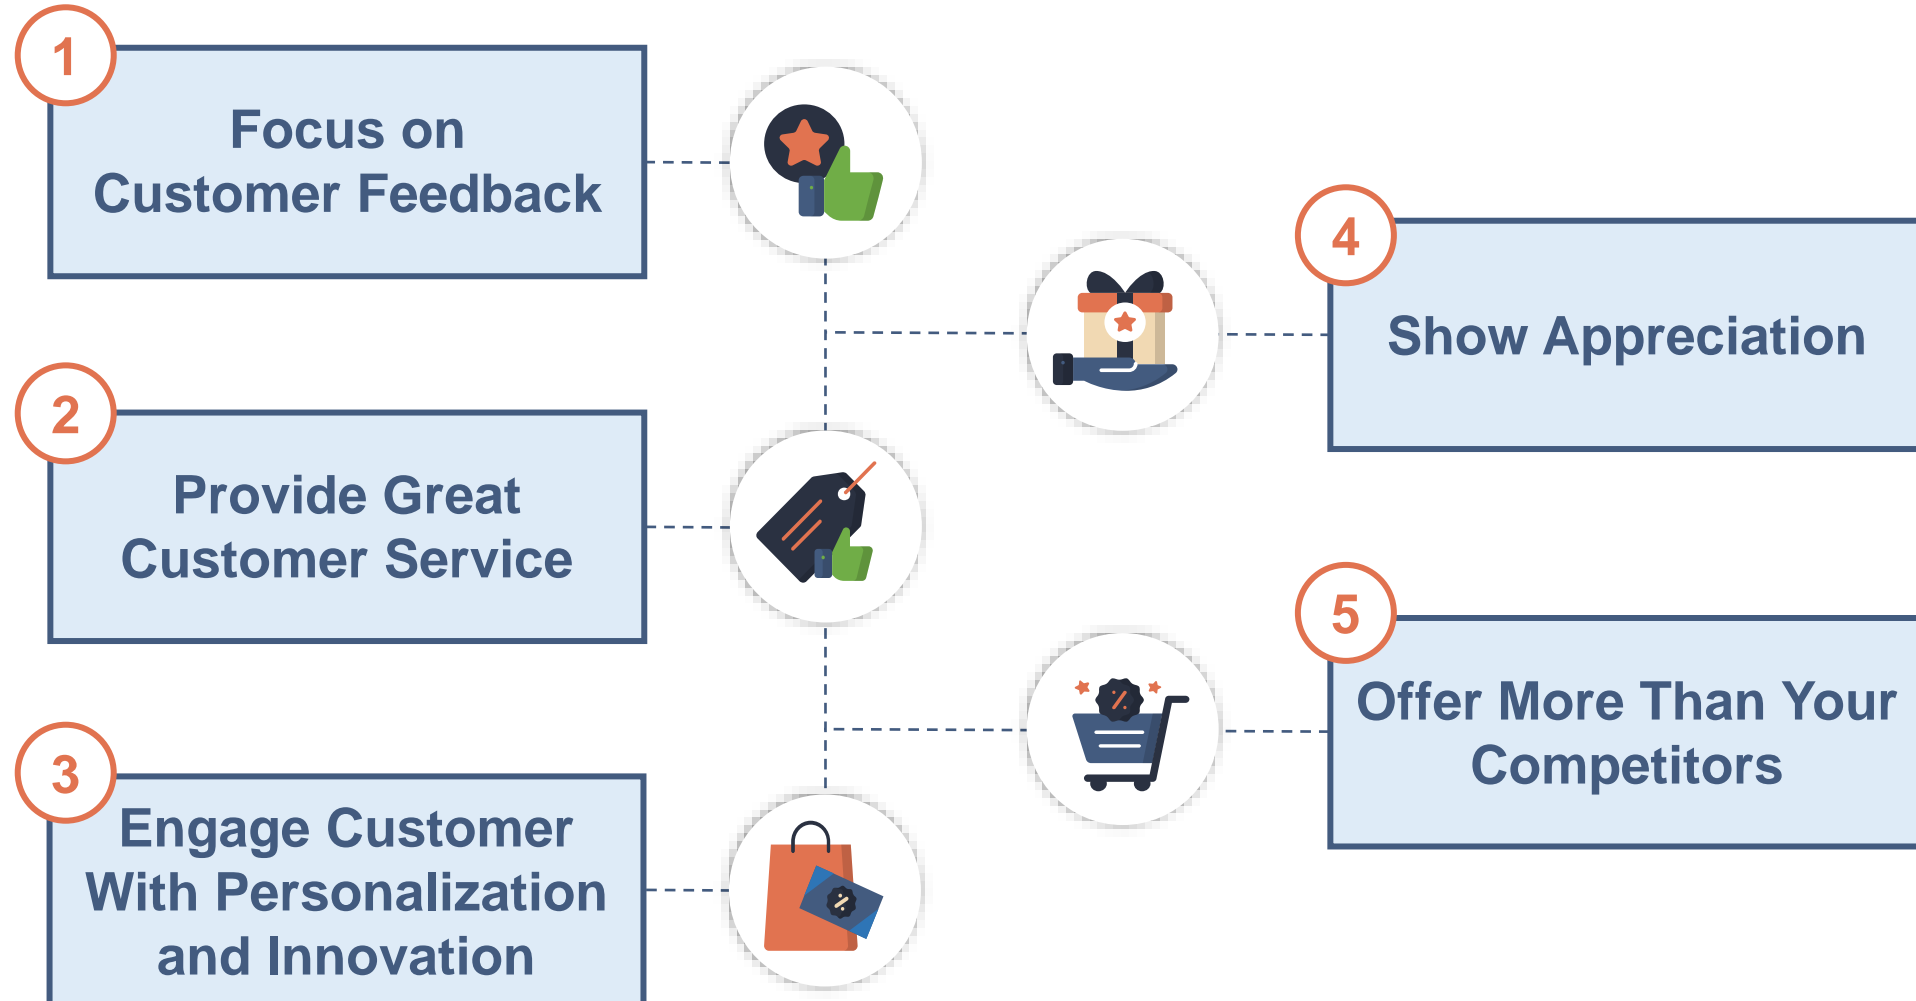 1
Focus on
Customer Feedback
2
Provide Great
Customer Service
3
Engage Customer
With Personalization
and Innovation
4
Show Appreciation
5
Offer More Than Your
Competitors